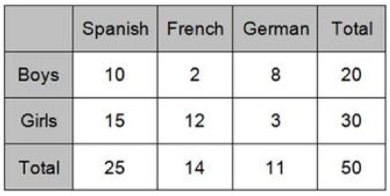 Spanish French German Total
Boys 10 2 8 20
Girls 15 12 3 30
Total 25 14 11 50